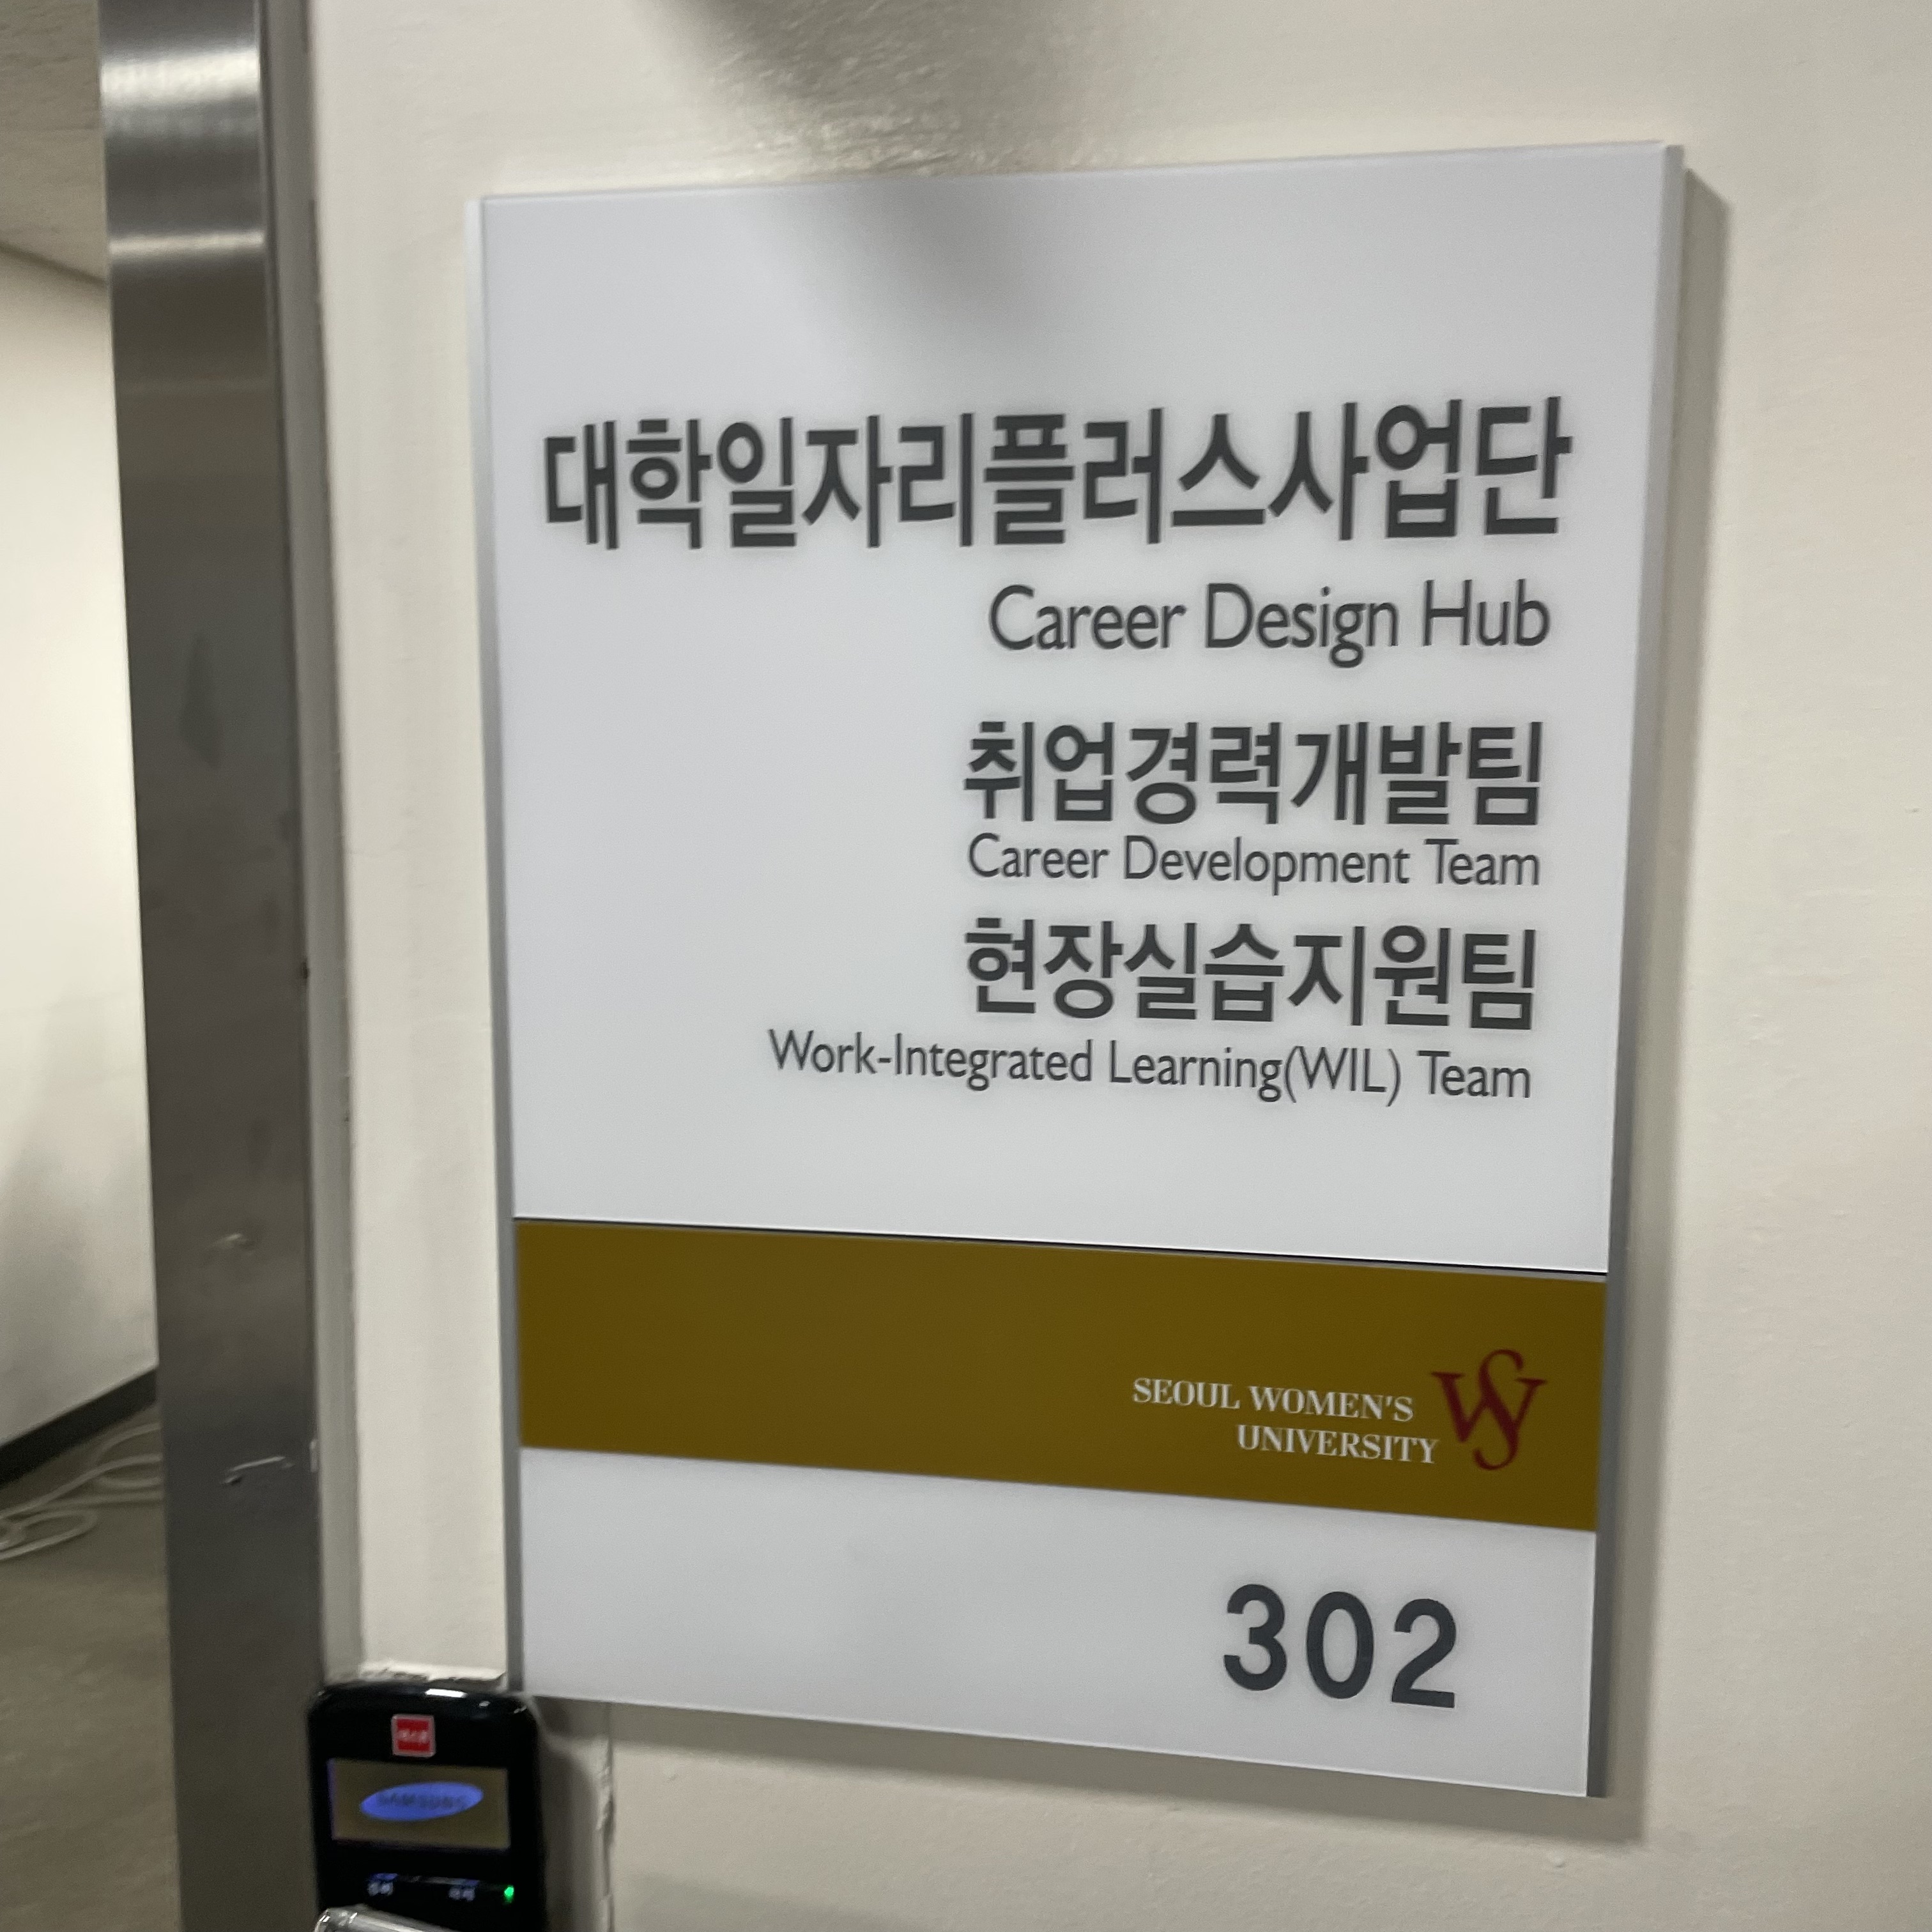 대학일자리플러스사업단
Career Design Hub
취업경력개발팀
Career Development Team
현장실습지원팀
Work-Integrated Learning(WIL) Team
SEOUL WOMEN'S
UNIVERSITY
302
SAMSUNG